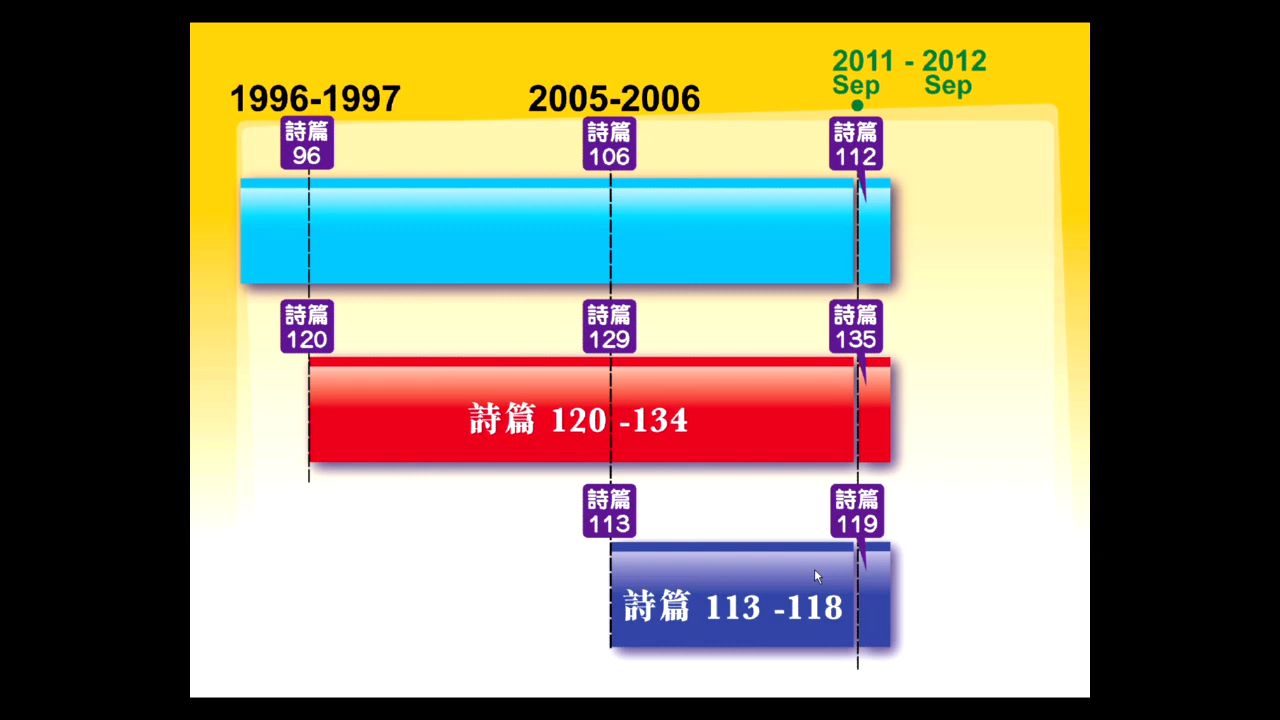 2011 - 2012
Sep Sep
1996-1997 2005-2006
詩篇 詩篇 詩篇
96 106 112
詩篇 詩篇 詩篇
120 129 135
詩篇 120 -134
詩篇 詩篇
113 119
詩篇 113 -118